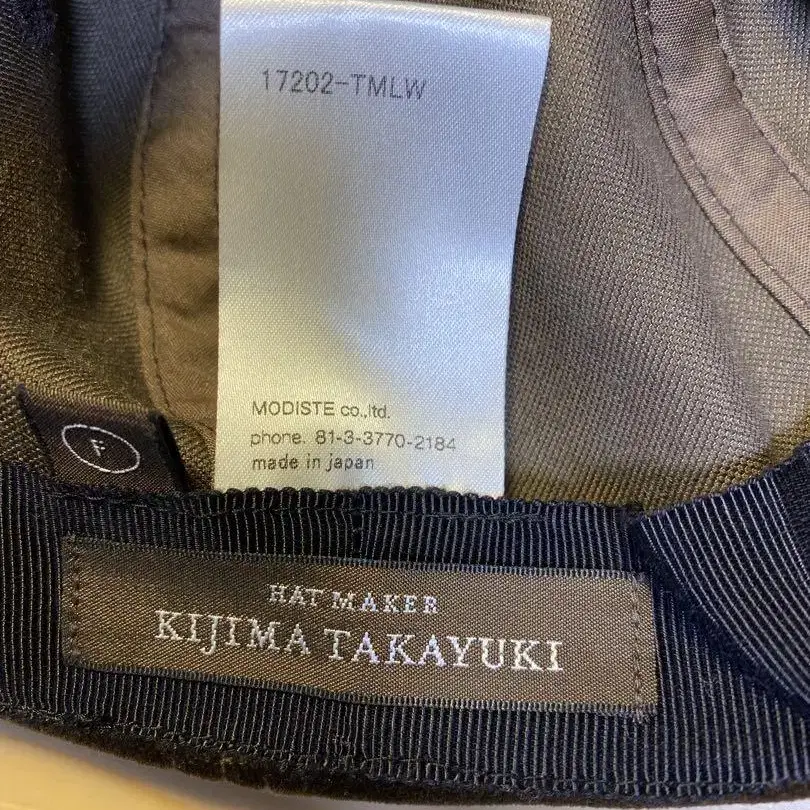 17202-TMLW
MODISTE co.,ltd.
phone. 81-3-3770-2184
made in japan
F
HAT MAKER
KIJIMA TAKAYUKI